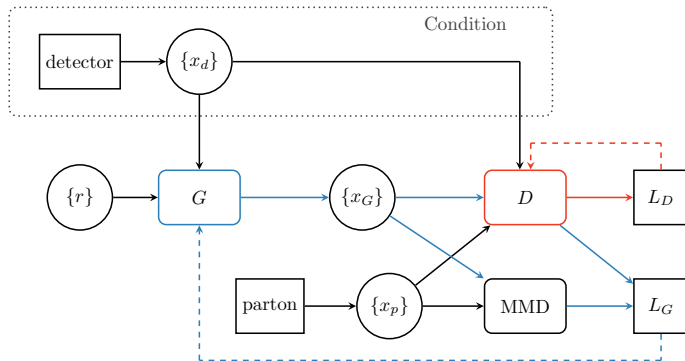 Condition
detector
{x_d}
{r}
G
{x_G}
D
L_D
parton
{x_p}
MMD
L_G